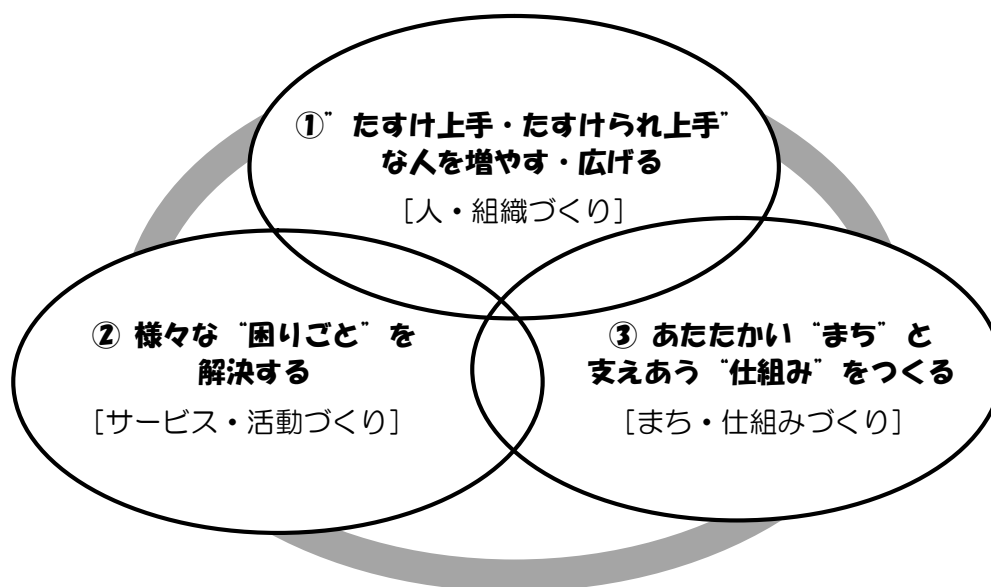 ①”たすけ上手・たすけられ上手”
な人を増やす・広げる
［人・組織づくり］
② 様々な“困りごと”を
解決する
［サービス・活動づくり］
③ あたたかい“まち”と
支えあう“仕組み”をつくる
［まち・仕組みづくり］